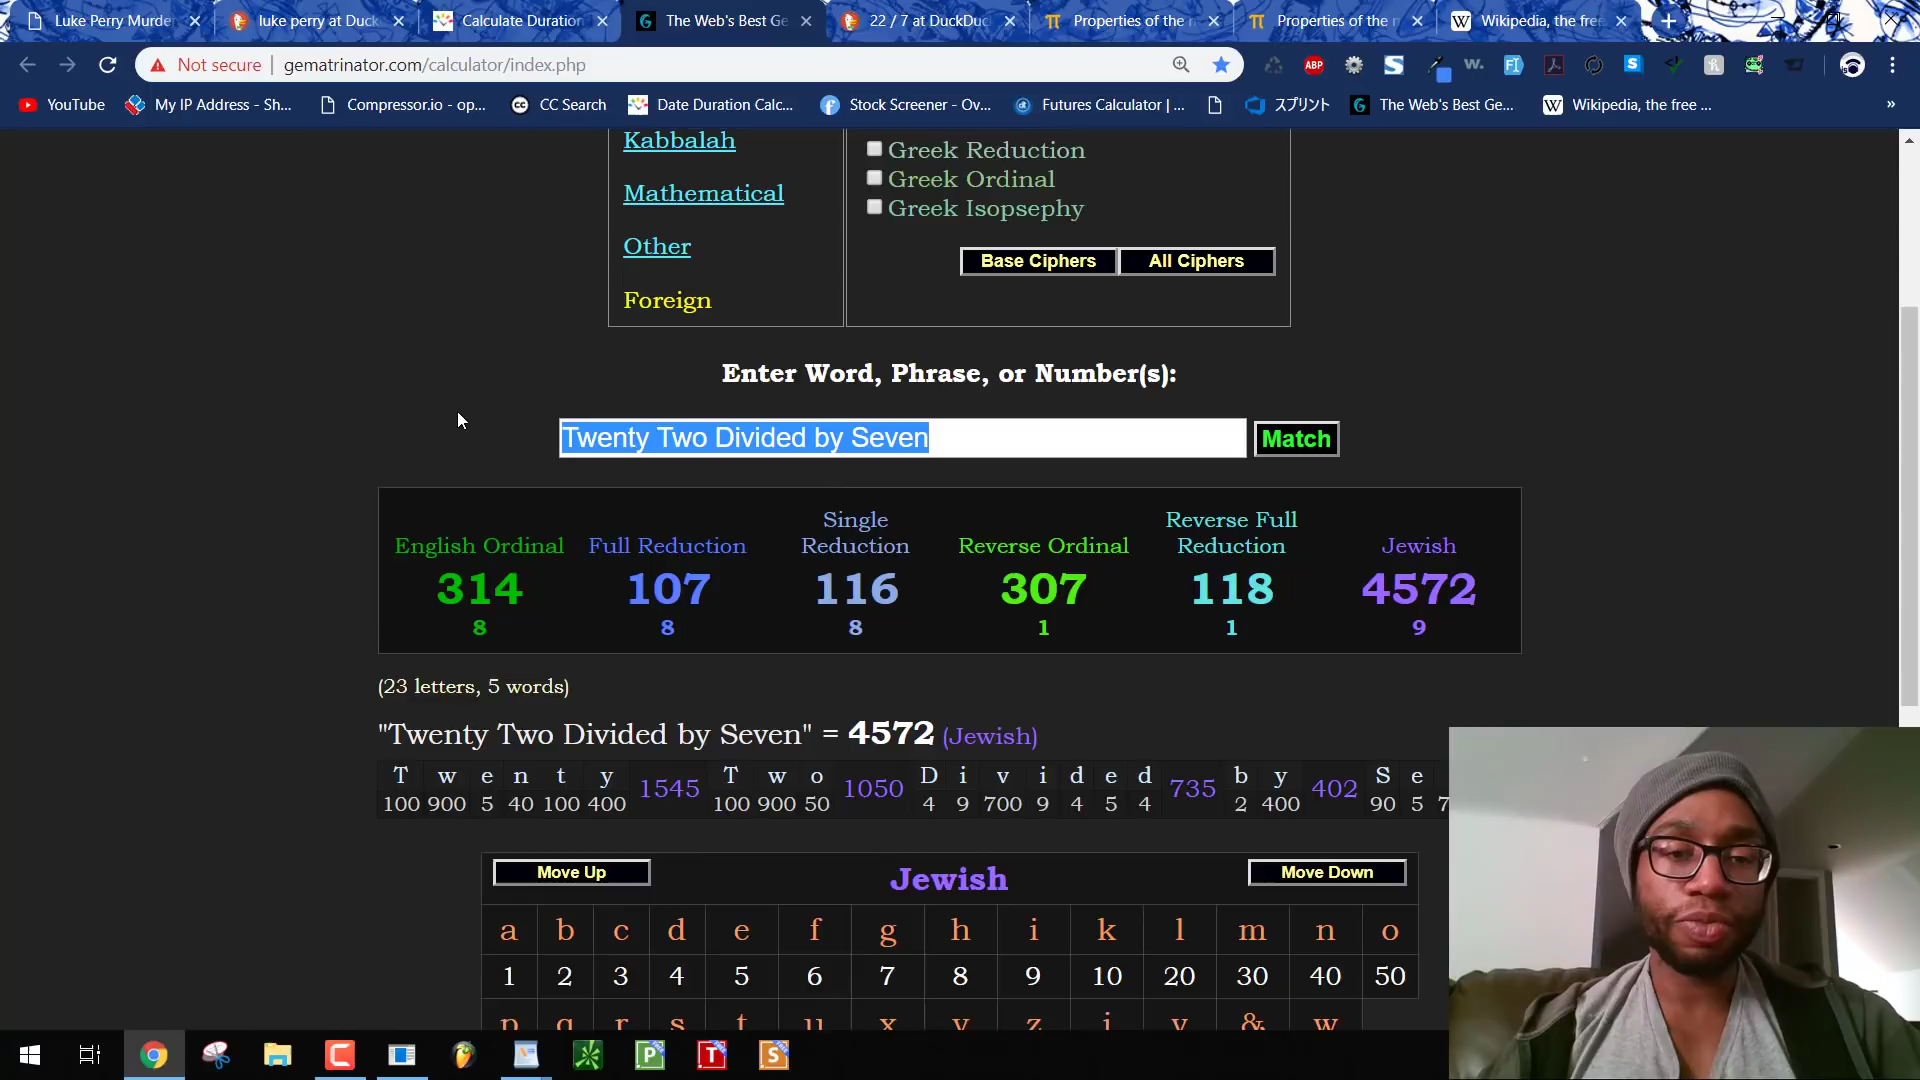 Luke Perry Murde
luke perry at Duck
Calculate Duration
The Web's Best Ge
22 / 7 at DuckDuc
Properties of the
Properties of the
Wikipedia, the fre
Not secure
gematrinator.com/calculator/index.php
YouTube
My IP Address - Sh...
Compressor.io - op...
CC Search
Date Duration Calc...
Stock Screener - Ov...
Futures Calculator | ...
スプリント
The Web's Best Ge...
Wikipedia, the free ...
»
Kabbalah
Mathematical
Other
Foreign
Greek Reduction
Greek Ordinal
Greek Isopsephy
Base Ciphers
All Ciphers
Enter Word, Phrase, or Number(s):
Twenty Two Divided by Seven
Match
English Ordinal
314
8
Full Reduction
107
8
Single Reduction
116
8
Reverse Ordinal
307
1
Reverse Full Reduction
118
1
Jewish
4572
9
(23 letters, 5 words)
"Twenty Two Divided by Seven" = 4572 (Jewish)
T w e n t y 1545 T w o 1050 D i v i d e d 735 b y 402 S e
100 900 5 40 100 400 100 900 50 4 9 700 9 4 5 4 2 400 90 5 7
Move Up
Jewish
Move Down
a b c d e f g h i k l m n o
1 2 3 4 5 6 7 8 9 10 20 30 40 50
p q r s t u x y z j v & w